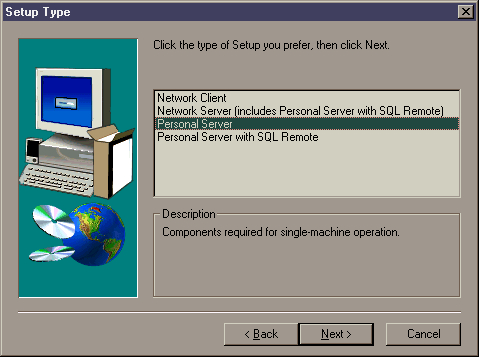 Setup Type
Click the type of Setup you prefer, then click Next.
Network Client
Network Server (includes Personal Server with SQL Remote)
Personal Server
Personal Server with SQL Remote
Description
Components required for single-machine operation.
< Back
Next >
Cancel